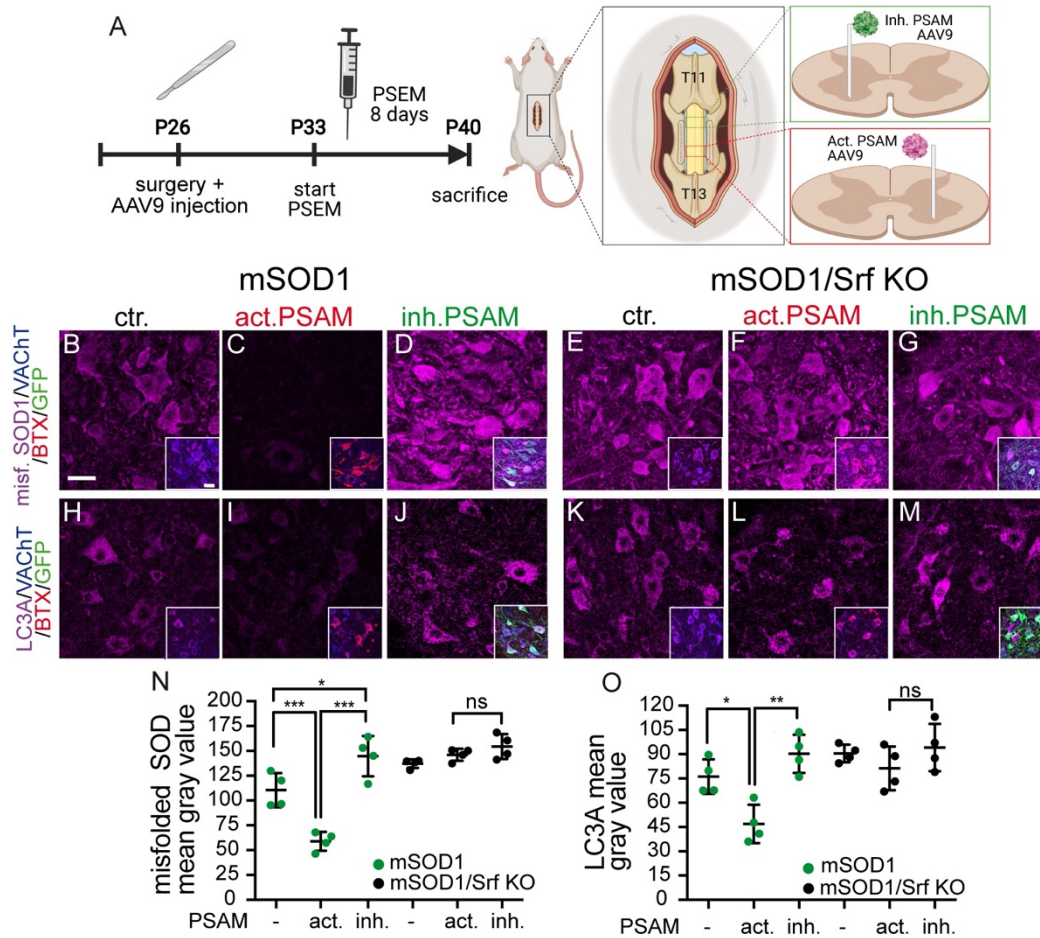 A
P26
P33
PSEM
8 days
P40
surgery +
AAV9 injection
start
PSEM
sacrifice
T11
T13
Inh. PSAM
AAV9
Act. PSAM
AAV9
mSOD1
mSOD1/Srf KO
ctr.
act.PSAM
inh.PSAM
ctr.
act.PSAM
inh.PSAM
misf. SOD1/VAChT
/BTX/GFP
B
C
D
E
F
G
LC3A/VAChT
/BTX/GFP
H
I
J
K
L
M
N
misfolded SOD
mean gray value
200
175
150
125
100
75
50
25
0
*
***
***
ns
mSOD1
mSOD1/Srf KO
PSAM
-
act.
inh.
-
act.
inh.
O
LC3A mean
gray value
120
105
90
75
60
45
30
15
0
*
**
ns
mSOD1
mSOD1/Srf KO
PSAM
-
act.
inh.
-
act.
inh.